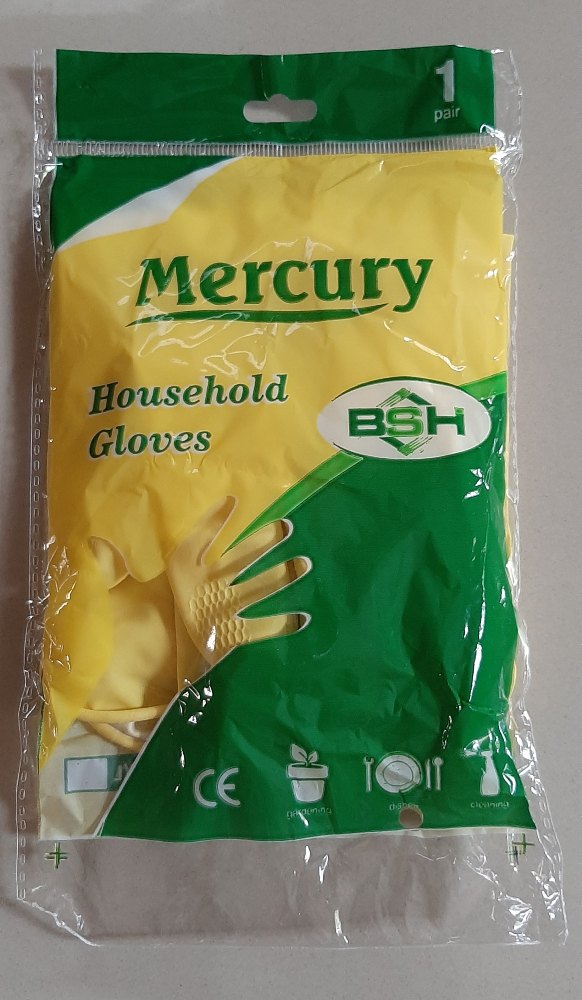 1
pair
Mercury
Household
Gloves
BSH
CE
gardening
dishes
cleaning